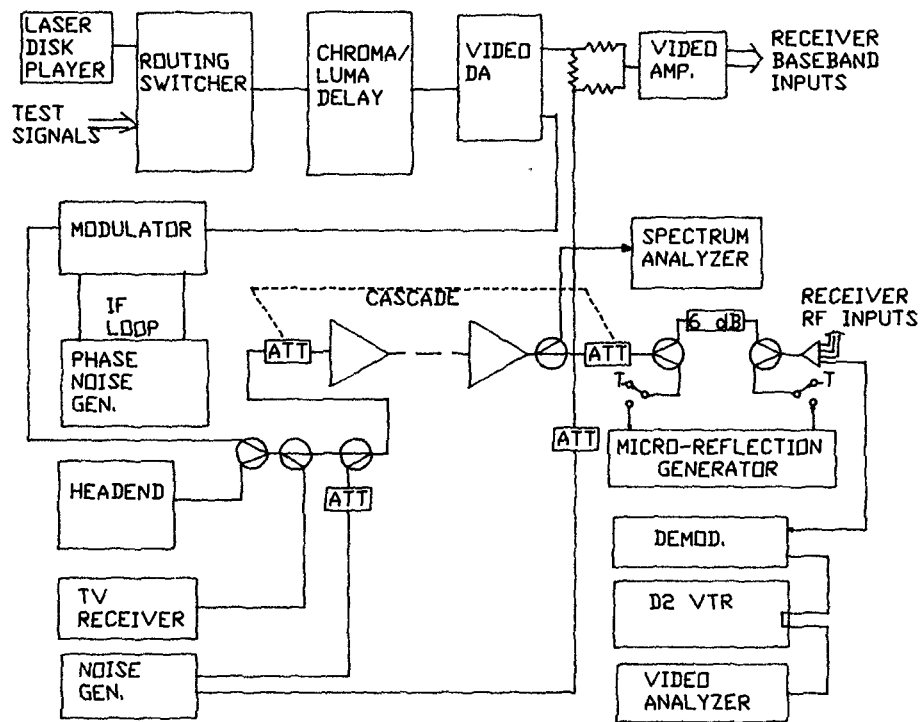 LASER
DISK
PLAYER
TEST
SIGNALS
ROUTING
SWITCHER
CHROMA/
LUMA
DELAY
VIDEO
DA
VIDEO
AMP.
RECEIVER
BASEBAND
INPUTS
MODULATOR
IF
LOOP
PHASE
NOISE
GEN.
CASCADE
ATT
ATT
SPECTRUM
ANALYZER
6 dB
RECEIVER
RF INPUTS
T
T
ATT
MICRO-REFLECTION
GENERATOR
HEADEND
ATT
TV
RECEIVER
NOISE
GEN.
DEMOD.
D2 VTR
VIDEO
ANALYZER